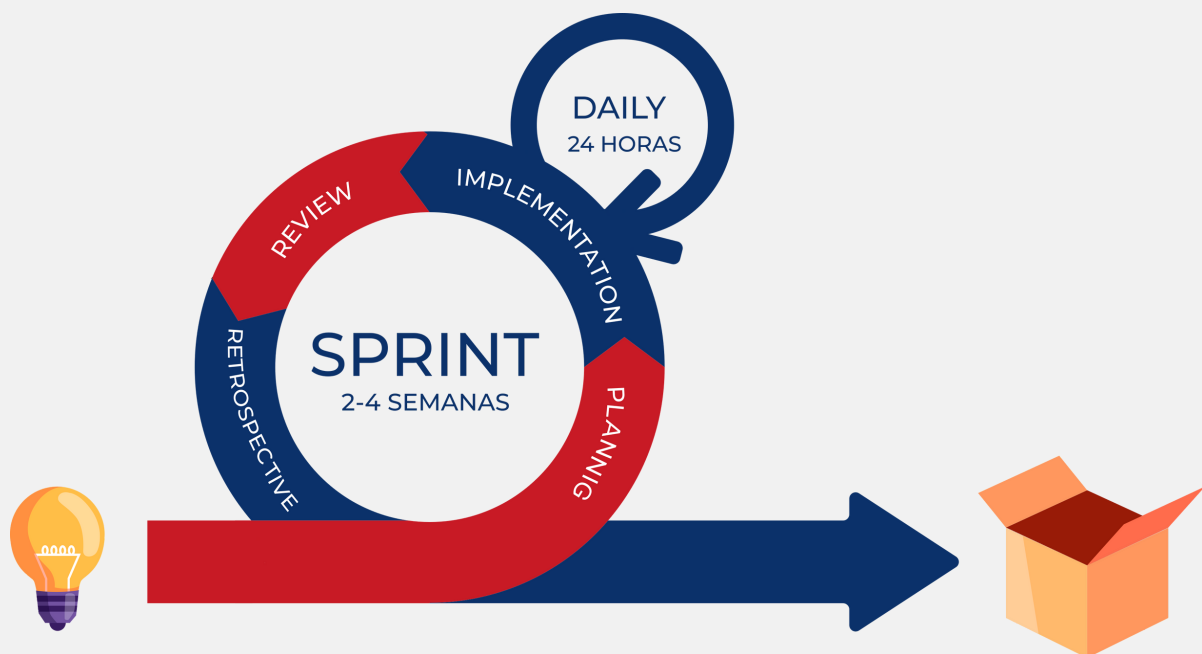 DAILY
24 HORAS
IMPLEMENTATION
REVIEW
SPRINT
2-4 SEMANAS
RETROSPECTIVE
PLANNIG